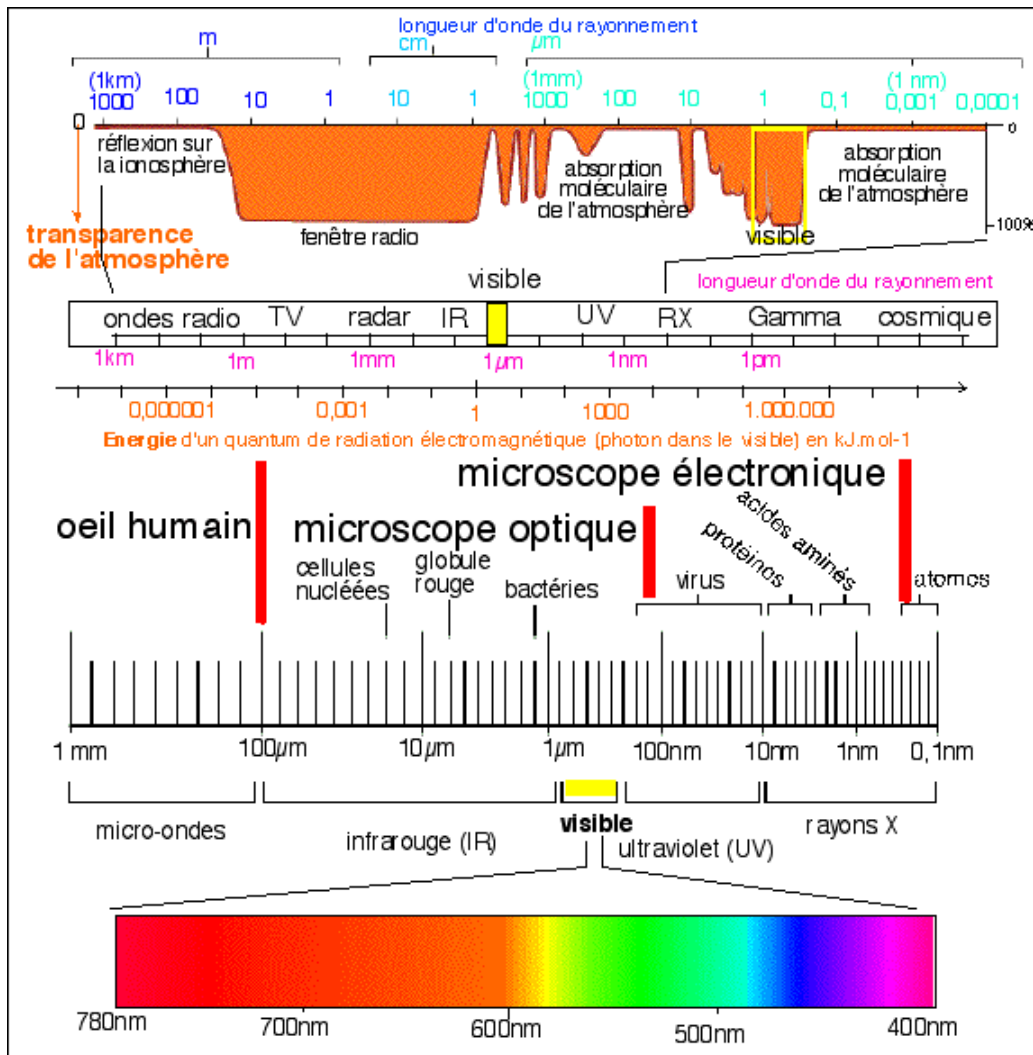 longueur d'onde du rayonnement
m cm µm
(1km) (1mm) (1 nm)
1000 100 10 1 10 1 1000 100 10 1 0,1 0,001 0,0001
0 0
réflexion sur
la ionosphère
absorption
moléculaire
de l'atmosphère
absorption
moléculaire
de l'atmosphère
100%
transparence
de l'atmosphère
fenêtre radio
visible
visible
longueur d'onde du rayonnement
ondes radio TV radar IR UV RX Gamma cosmique
1km 1m 1mm 1µm 1nm 1pm
0,000001 0,001 1 1000 1.000.000
Energie d'un quantum de radiation électromagnétique (photon dans le visible) en kJ.mol-1
microscope électronique
oeil humain
microscope optique
cellules
nucléées
globule
rouge
bactéries
virus
protéines
acides aminés
atomes
1 mm 100µm 10µm 1µm 100nm 10nm 1nm 0,1nm
micro-ondes
infrarouge (IR)
visible
ultraviolet (UV)
rayons X
780nm 700nm 600nm 500nm 400nm